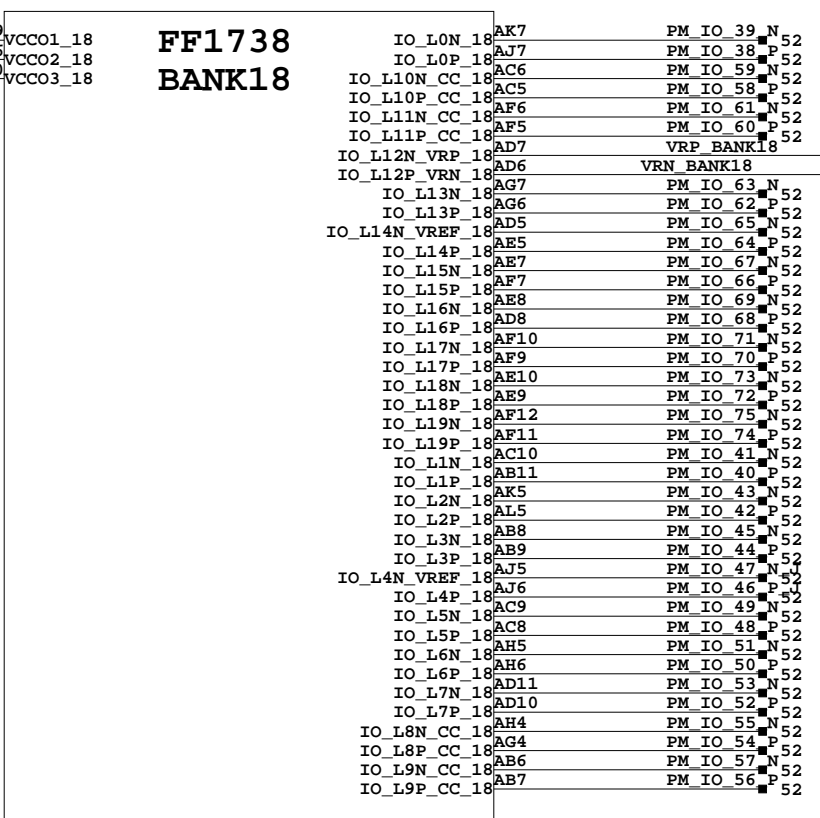 FF1738
BANK18
VCCO1_18
VCCO2_18
VCCO3_18
IO_L0N_18 AK7 PM_IO_39_N 52
IO_L0P_18 AJ7 PM_IO_38_P 52
IO_L10N_CC_18 AC6 PM_IO_59_N 52
IO_L10P_CC_18 AC5 PM_IO_58_P 52
IO_L11N_CC_18 AF6 PM_IO_61_N 52
IO_L11P_CC_18 AF5 PM_IO_60_P 52
IO_L12N_VRP_18 AD7 VRP_BANK18
IO_L12P_VRN_18 AD6 VRN_BANK18
IO_L13N_18 AG7 PM_IO_63_N 52
IO_L13P_18 AG6 PM_IO_62_P 52
IO_L14N_VREF_18 AD5 PM_IO_65_N 52
IO_L14P_18 AE5 PM_IO_64_P 52
IO_L15N_18 AE7 PM_IO_67_N 52
IO_L15P_18 AF7 PM_IO_66_P 52
IO_L16N_18 AE8 PM_IO_69_N 52
IO_L16P_18 AD8 PM_IO_68_P 52
IO_L17N_18 AF10 PM_IO_71_N 52
IO_L17P_18 AF9 PM_IO_70_P 52
IO_L18N_18 AE10 PM_IO_73_N 52
IO_L18P_18 AE9 PM_IO_72_P 52
IO_L19N_18 AF12 PM_IO_75_N 52
IO_L19P_18 AF11 PM_IO_74_P 52
IO_L1N_18 AC10 PM_IO_41_N 52
IO_L1P_18 AB11 PM_IO_40_P 52
IO_L2N_18 AK5 PM_IO_43_N 52
IO_L2P_18 AL5 PM_IO_42_P 52
IO_L3N_18 AB8 PM_IO_45_N 52
IO_L3P_18 AB9 PM_IO_44_P 52
IO_L4N_VREF_18 AJ5 PM_IO_47_N_J 52
IO_L4P_18 AJ6 PM_IO_46_P_J 52
IO_L5N_18 AC9 PM_IO_49_N 52
IO_L5P_18 AC8 PM_IO_48_P 52
IO_L6N_18 AH5 PM_IO_51_N 52
IO_L6P_18 AH6 PM_IO_50_P 52
IO_L7N_18 AD11 PM_IO_53_N 52
IO_L7P_18 AD10 PM_IO_52_P 52
IO_L8N_CC_18 AH4 PM_IO_55_N 52
IO_L8P_CC_18 AG4 PM_IO_54_P 52
IO_L9N_CC_18 AB6 PM_IO_57_N 52
IO_L9P_CC_18 AB7 PM_IO_56_P 52